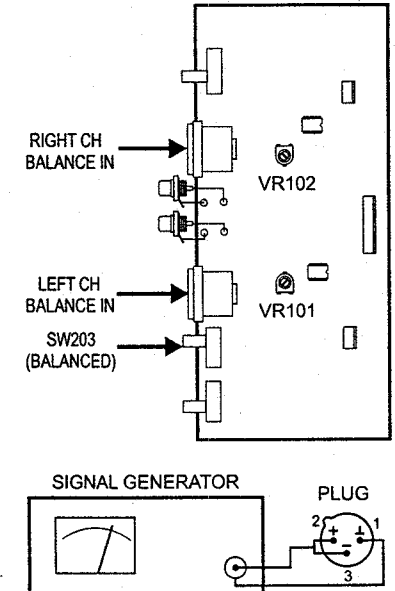 RIGHT CH
BALANCE IN
VR102
LEFT CH
BALANCE IN
VR101
SW203
(BALANCED)
SIGNAL GENERATOR
PLUG
2
1
+
⊥
−
3